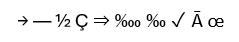 → — ½ Ç ⇒ ‱ ‰ ✓ Ã œ